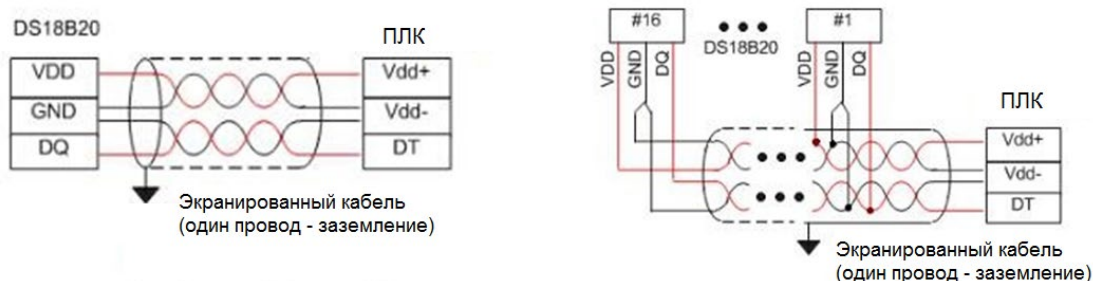 DS18B20
ПЛК
VDD
Vdd+
GND
Vdd-
DQ
DT
Экранированный кабель
(один провод - заземление)
#16
#1
DS18B20
VDD
GND
DQ
VDD
GND
DQ
ПЛК
Vdd+
Vdd-
DT
Экранированный кабель
(один провод - заземление)